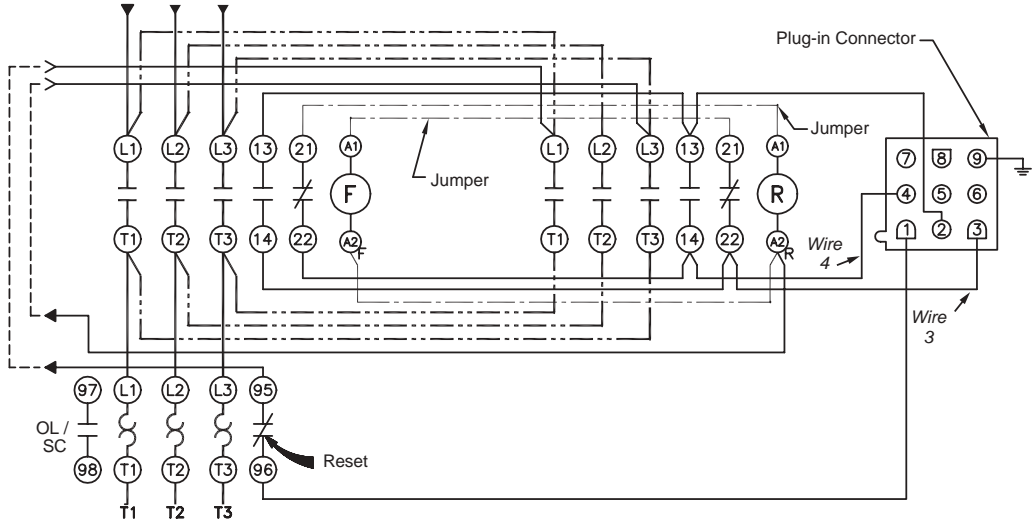 Plug-in Connector
Jumper
Jumper
L1 L2 L3 13 21 A1 L1 L2 L3 13 21 A1
7 8 9
F R
4 5 6
T1 T2 T3 14 22 A2 F T1 T2 T3 14 22 A2 R
1 2 3
Wire
4
Wire
3
97 L1 L2 L3 95
OL /
SC
Reset
98 T1 T2 T3 96
T1 T2 T3